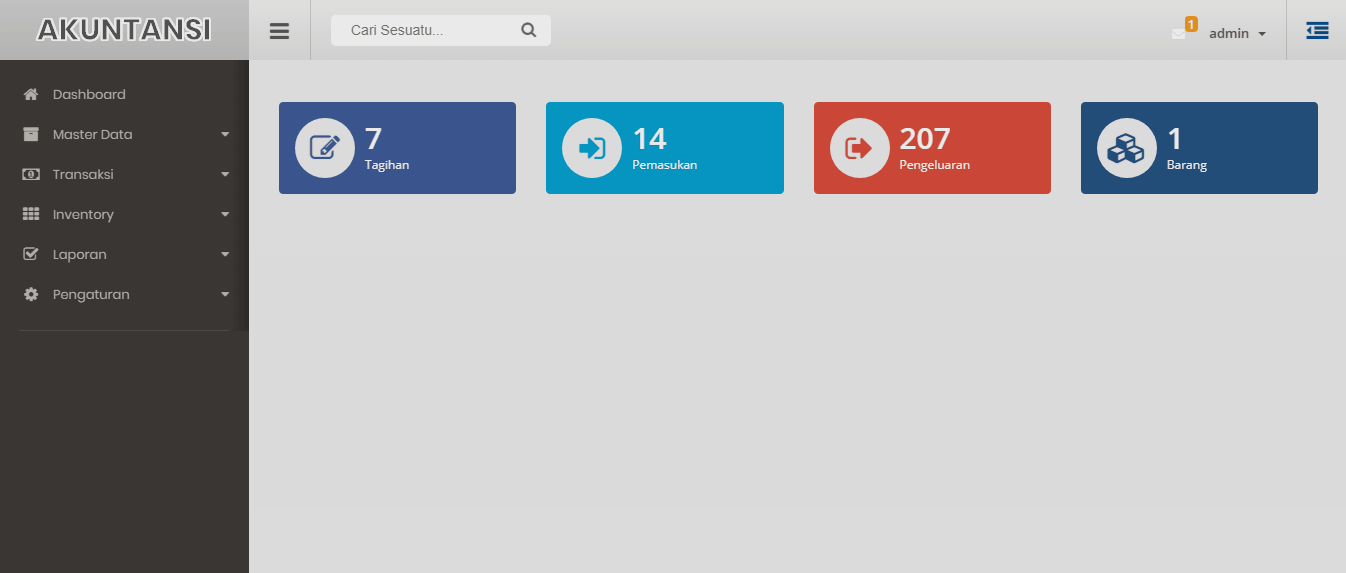 AKUNTANSI
Cari Sesuatu...
1
admin
Dashboard
Master Data
Transaksi
Inventory
Laporan
Pengaturan
7
Tagihan
14
Pemasukan
207
Pengeluaran
1
Barang